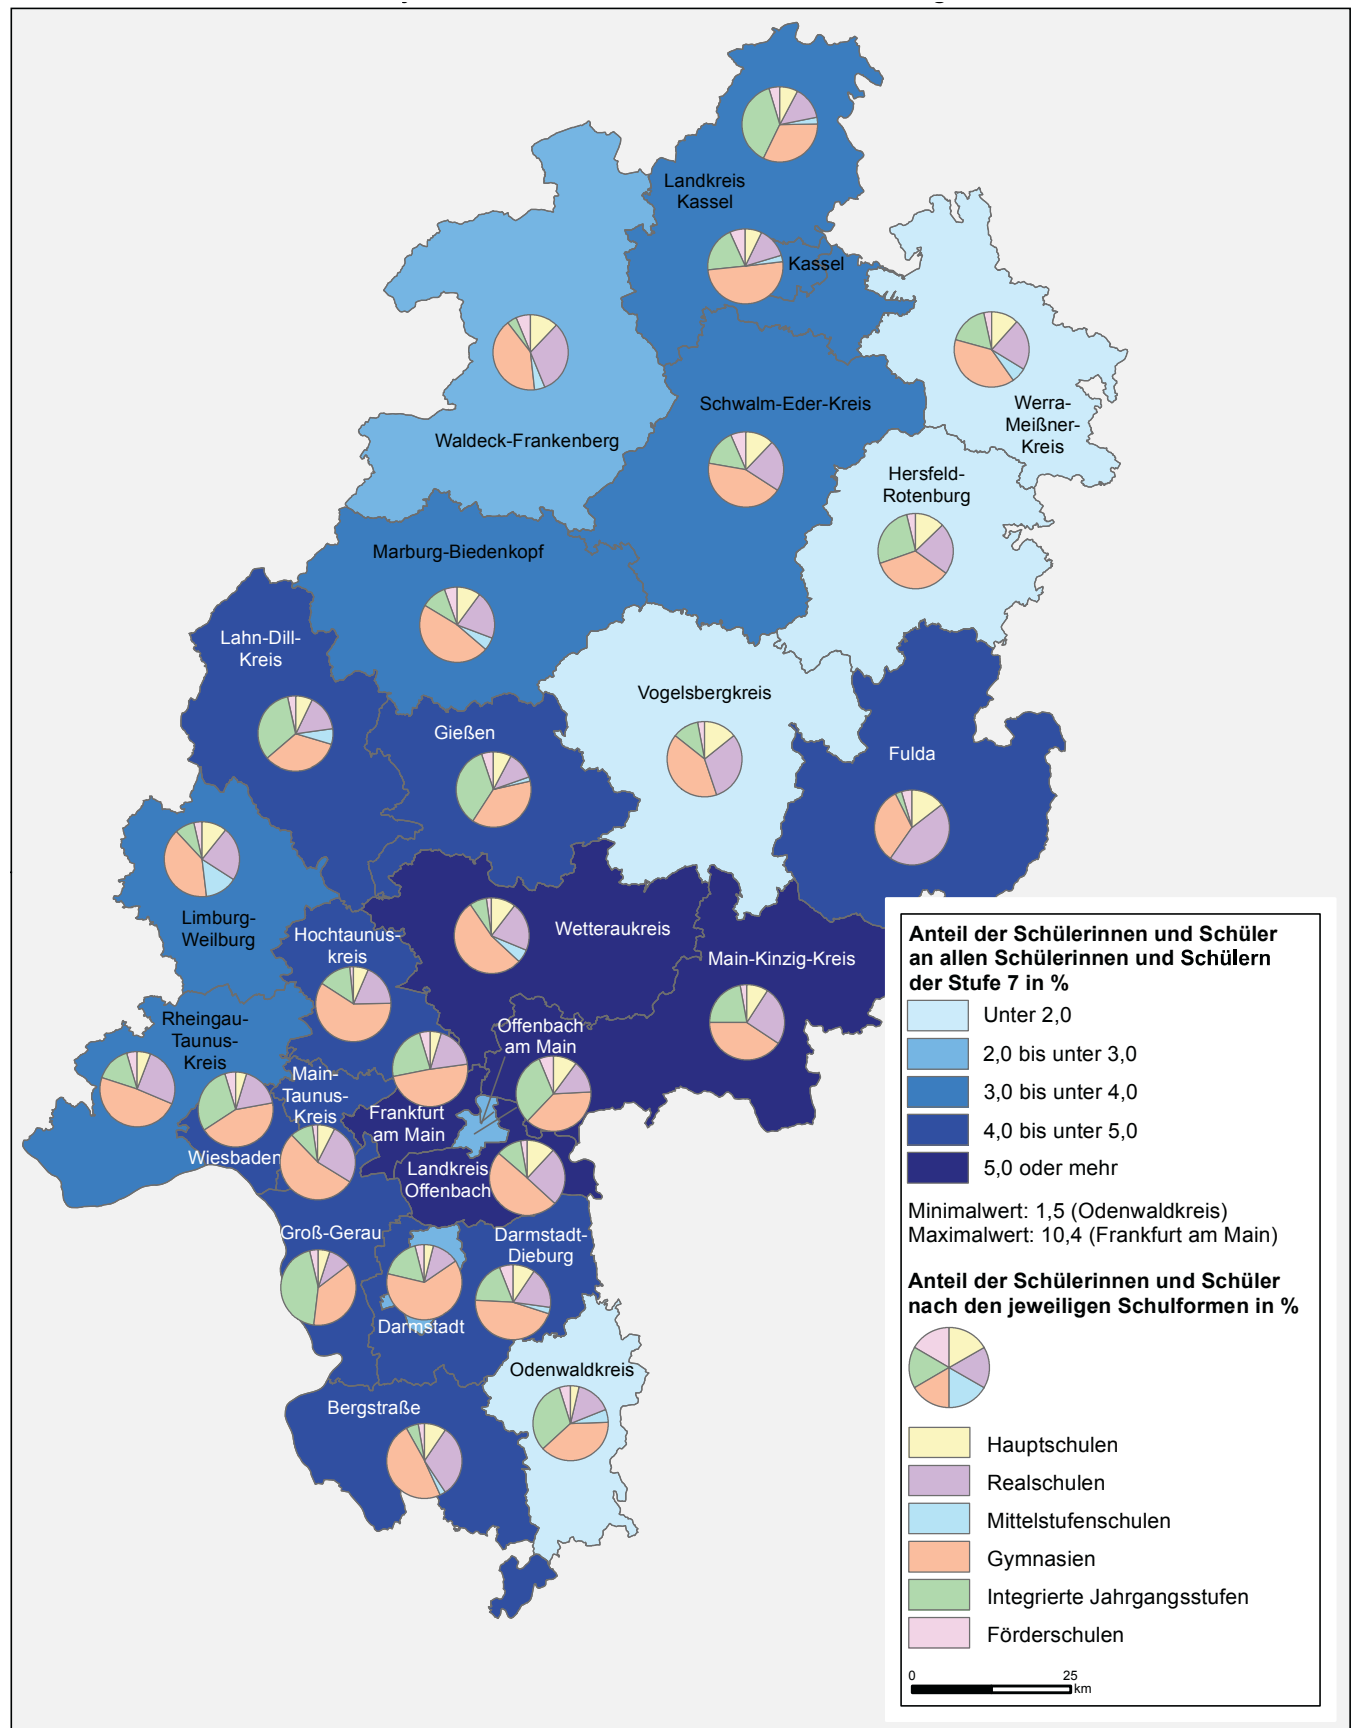 Landkreis
Kassel
Kassel
Werra-
Meißner-
Kreis
Schwalm-Eder-Kreis
Waldeck-Frankenberg
Hersfeld-
Rotenburg
Marburg-Biedenkopf
Lahn-Dill-
Kreis
Vogelsbergkreis
Gießen
Fulda
Limburg-
Weilburg
Hochtaunus-
kreis
Wetteraukreis
Main-Kinzig-Kreis
Rheingau-
Taunus-
Kreis
Offenbach
am Main
Main-
Taunus-
Kreis
Frankfurt
am Main
Wiesbaden
Landkreis
Offenbach
Groß-Gerau
Darmstadt-
Dieburg
Darmstadt
Odenwaldkreis
Bergstraße
Anteil der Schülerinnen und Schüler
an allen Schülerinnen und Schülern
der Stufe 7 in %
Unter 2,0
2,0 bis unter 3,0
3,0 bis unter 4,0
4,0 bis unter 5,0
5,0 oder mehr
Minimalwert: 1,5 (Odenwaldkreis)
Maximalwert: 10,4 (Frankfurt am Main)
Anteil der Schülerinnen und Schüler
nach den jeweiligen Schulformen in %
Hauptschulen
Realschulen
Mittelstufenschulen
Gymnasien
Integrierte Jahrgangsstufen
Förderschulen
0 25
km